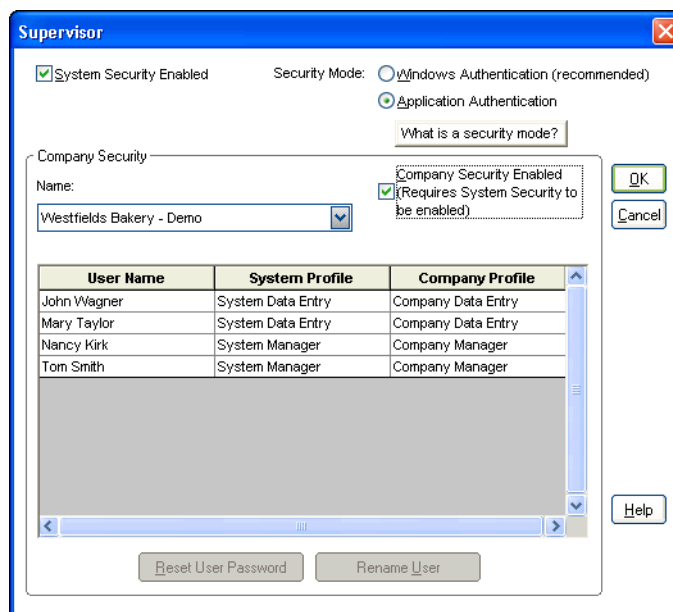 Supervisor
System Security Enabled
Security Mode:
Windows Authentication (recommended)
Application Authentication
What is a security mode?
Company Security
Name:
Company Security Enabled
(Requires System Security to
be enabled)
OK
Westfields Bakery - Demo
Cancel
User Name System Profile Company Profile
John Wagner System Data Entry Company Data Entry
Mary Taylor System Data Entry Company Data Entry
Nancy Kirk System Manager Company Manager
Tom Smith System Manager Company Manager
Help
Reset User Password
Rename User